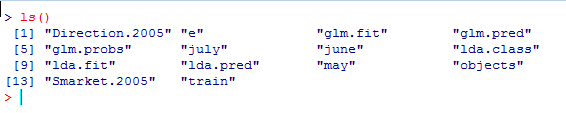 > ls()
[1] "Direction.2005" "e" "glm.fit" "glm.pred"
[5] "glm.probs" "july" "june" "lda.class"
[9] "lda.fit" "lda.pred" "may" "objects"
[13] "Smarket.2005" "train"
>